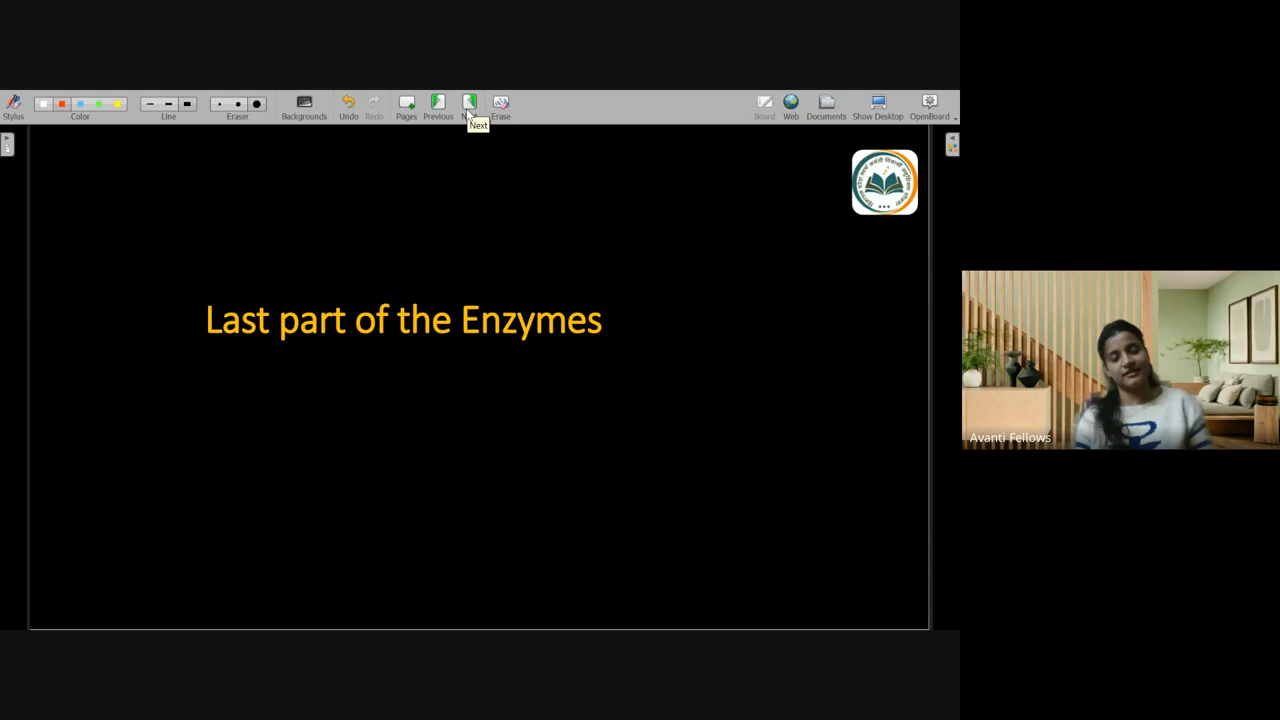 Stylus
Color
Line
Eraser
Backgrounds
Undo
Redo
Pages
Previous
Erase
Board
Web
Documents
Show Desktop
OpenBoard
Next
Last part of the Enzymes
Avanti Fellows